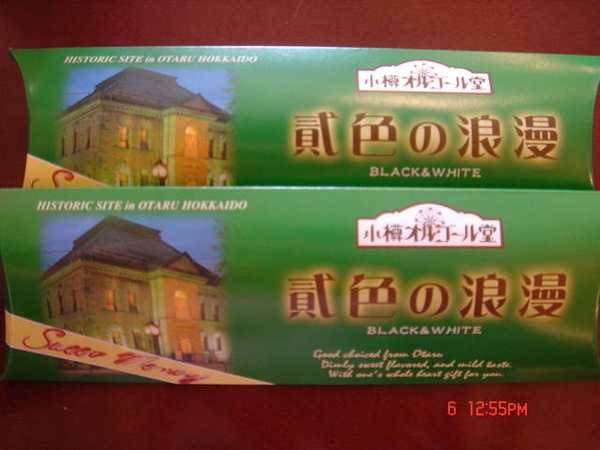 HISTORIC SITE in OTARU HOKKAIDO
小樽オルゴール堂
貳色の浪漫
BLACK&WHITE
HISTORIC SITE in OTARU HOKKAIDO
小樽オルゴール堂
貳色の浪漫
BLACK&WHITE
Good choiced from Otaru
Dimly sweet flavored, and mild taste.
With one's whole heart gift for you.
6 12:55PM